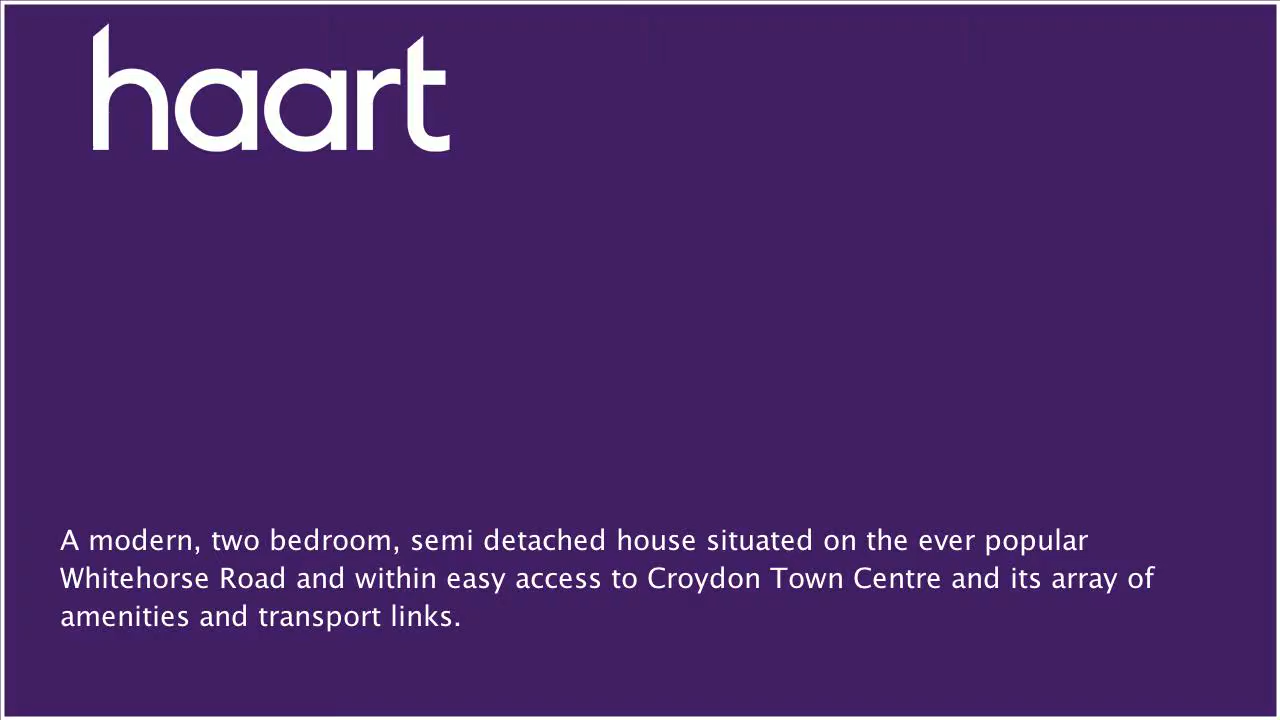 haart
A modern, two bedroom, semi detached house situated on the ever popular
Whitehorse Road and within easy access to Croydon Town Centre and its array of
amenities and transport links.